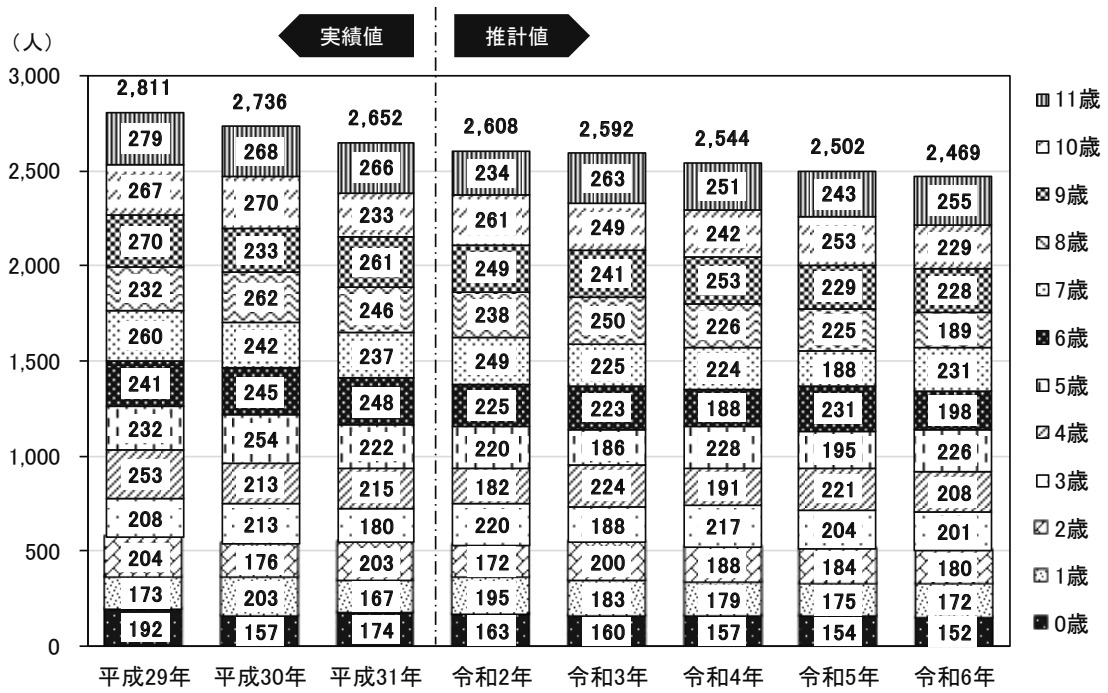 実績値 推計値
（人）
3,000
2,500
2,000
1,500
1,000
500
0
2,811 2,736 2,652 2,608 2,592 2,544 2,502 2,469
279 268 266 234 263 251 243 255
267 270 233 261 249 242 253 229
270 233 261 249 241 253 229 228
232 262 246 238 250 226 225 189
260 242 237 249 225 224 188 231
241 245 248 225 223 188 231 198
232 254 222 220 186 228 195 226
253 213 215 182 224 191 221 208
208 213 180 220 188 217 204 201
204 176 203 172 200 188 184 180
173 203 167 195 183 179 175 172
192 157 174 163 160 157 154 152
平成29年 平成30年 平成31年 令和2年 令和3年 令和4年 令和5年 令和6年
11歳
10歳
9歳
8歳
7歳
6歳
5歳
4歳
3歳
2歳
1歳
0歳